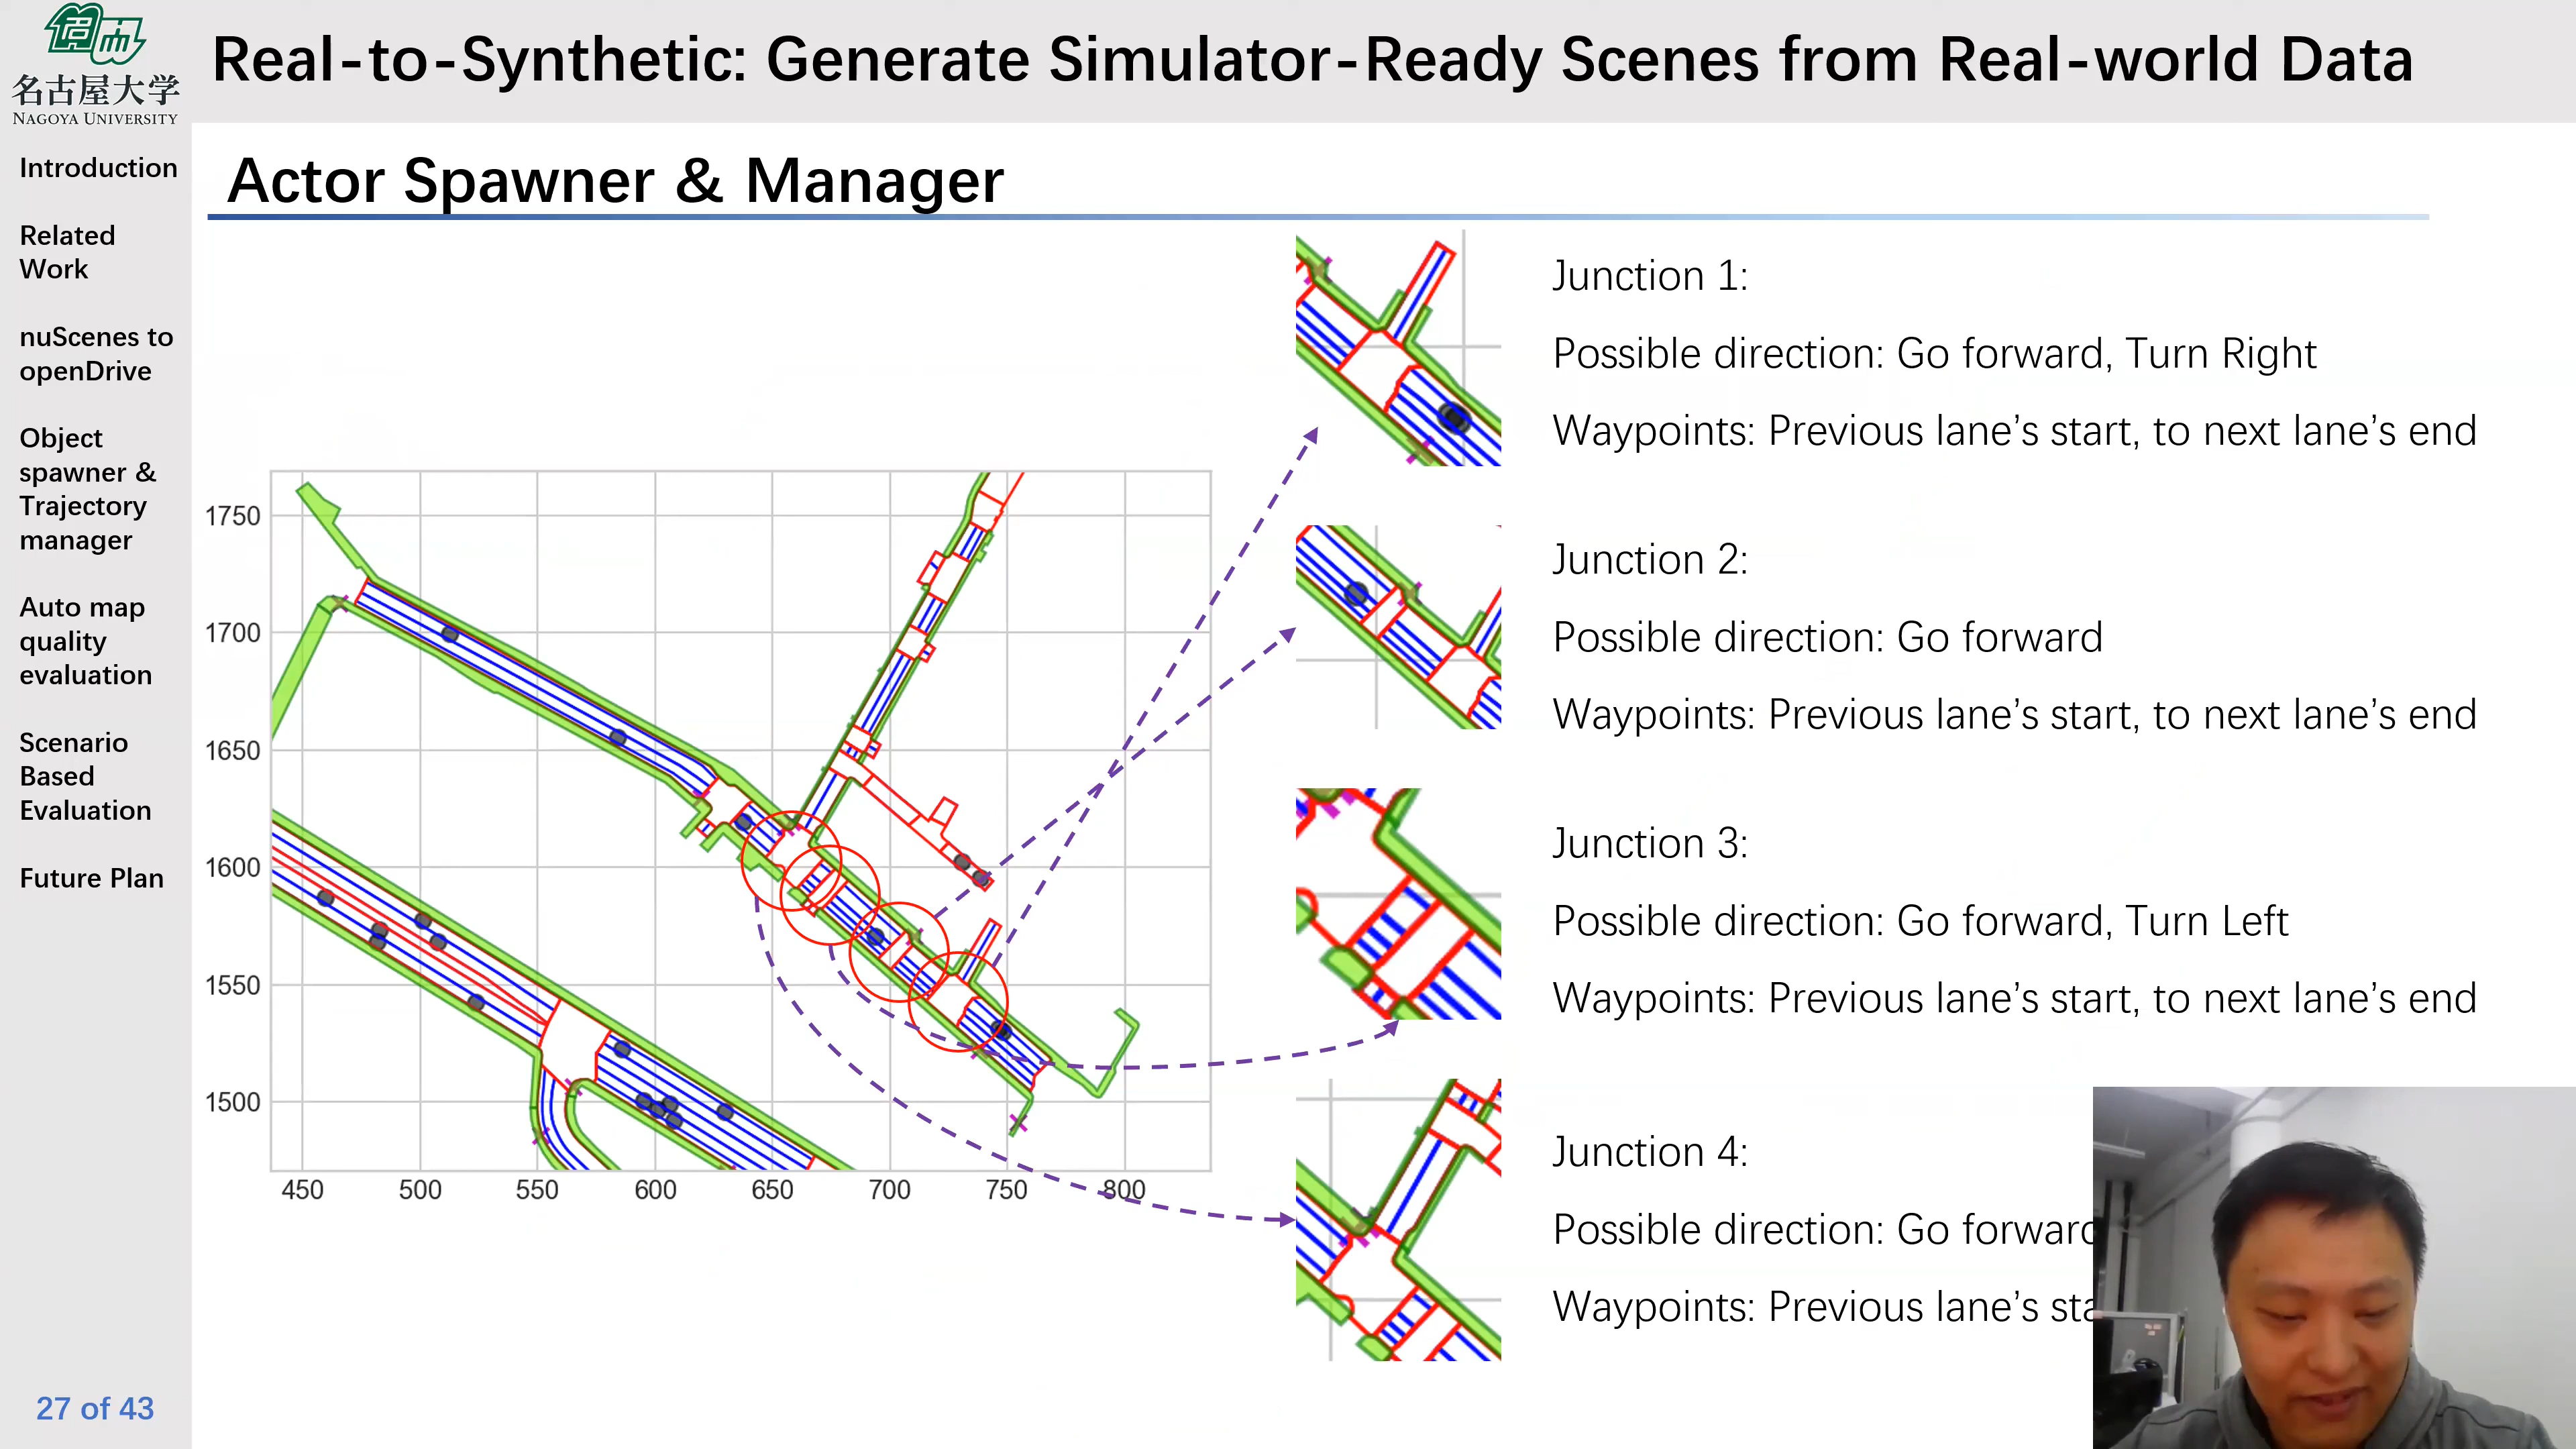 名古屋大学
NAGOYA UNIVERSITY
Real-to-Synthetic: Generate Simulator-Ready Scenes from Real-world Data
Introduction
Related
Work
nuScenes to
openDrive
Object
spawner &
Trajectory
manager
Auto map
quality
evaluation
Scenario
Based
Evaluation
Future Plan
27 of 43
Actor Spawner & Manager
1750
1700
1650
1600
1550
1500
450 500 550 600 650 700 750 800
Junction 1:
Possible direction: Go forward, Turn Right
Waypoints: Previous lane’s start, to next lane’s end
Junction 2:
Possible direction: Go forward
Waypoints: Previous lane’s start, to next lane’s end
Junction 3:
Possible direction: Go forward, Turn Left
Waypoints: Previous lane’s start, to next lane’s end
Junction 4:
Possible direction: Go forward
Waypoints: Previous lane’s sta